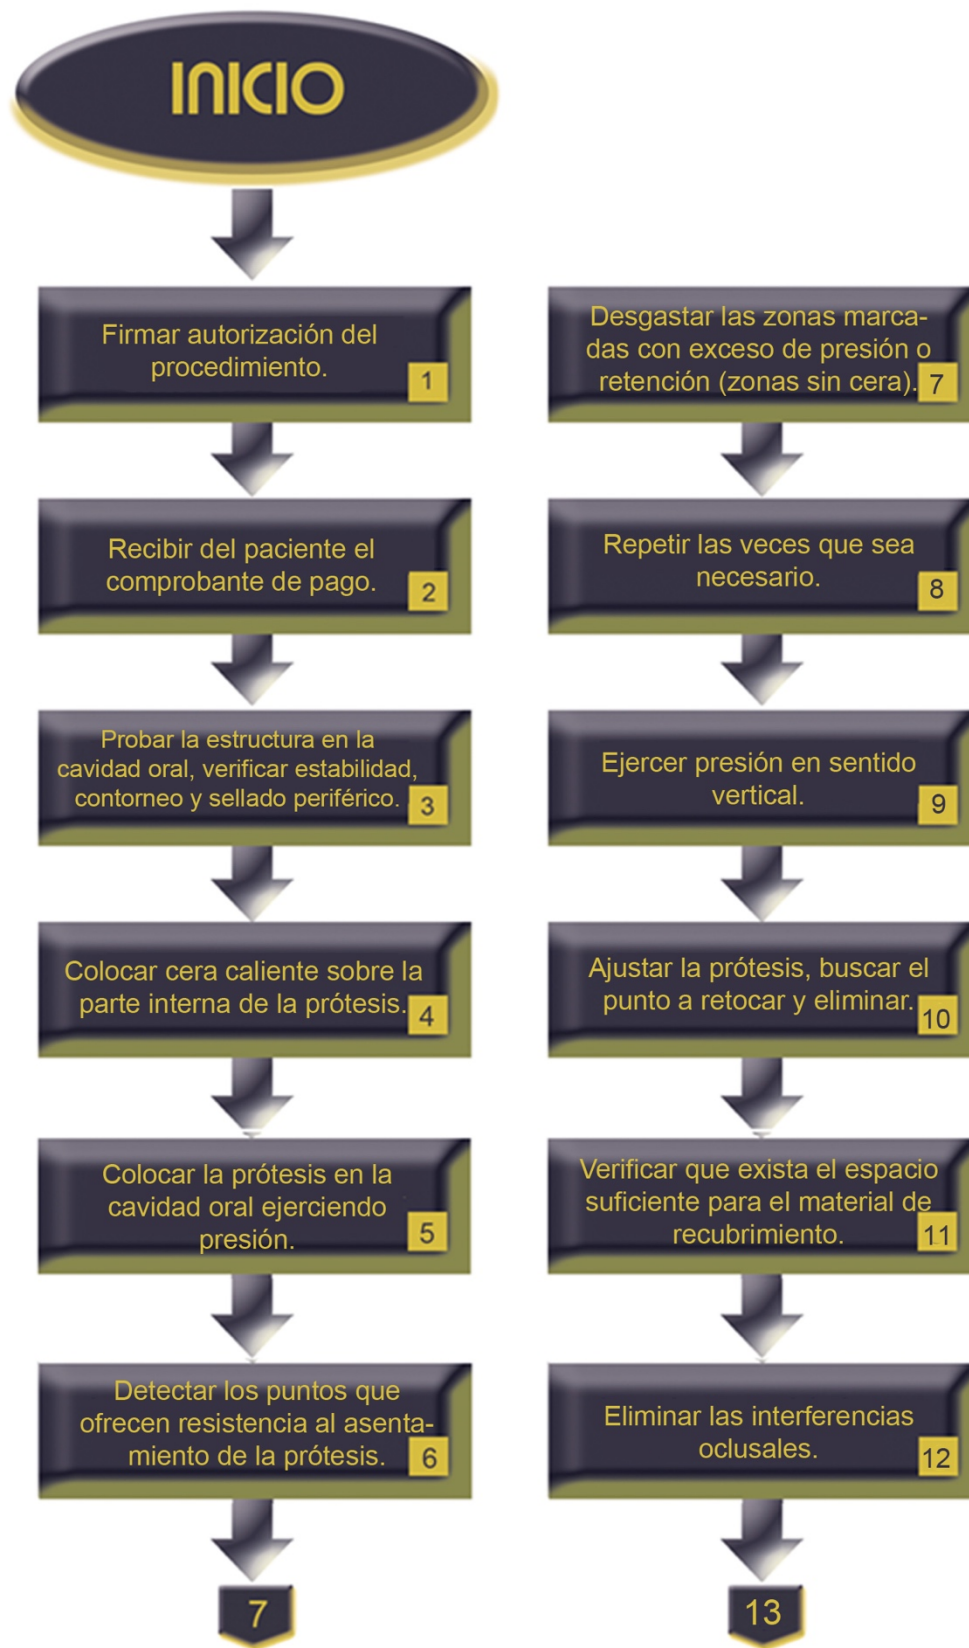 INICIO
Firmar autorización del
procedimiento.
1
Recibir del paciente el
comprobante de pago.
2
Probar la estructura en la
cavidad oral, verificar estabilidad,
contorneo y sellado periférico.
3
Colocar cera caliente sobre la
parte interna de la prótesis.
4
Colocar la prótesis en la
cavidad oral ejerciendo
presión.
5
Detectar los puntos que
ofrecen resistencia al asenta-
miento de la prótesis.
6
7
Desgastar las zonas marca-
das con exceso de presión o
retención (zonas sin cera).
7
Repetir las veces que sea
necesario.
8
Ejercer presión en sentido
vertical.
9
Ajustar la prótesis, buscar el
punto a retocar y eliminar.
10
Verificar que exista el espacio
suficiente para el material de
recubrimiento.
11
Eliminar las interferencias
oclusales.
12
13